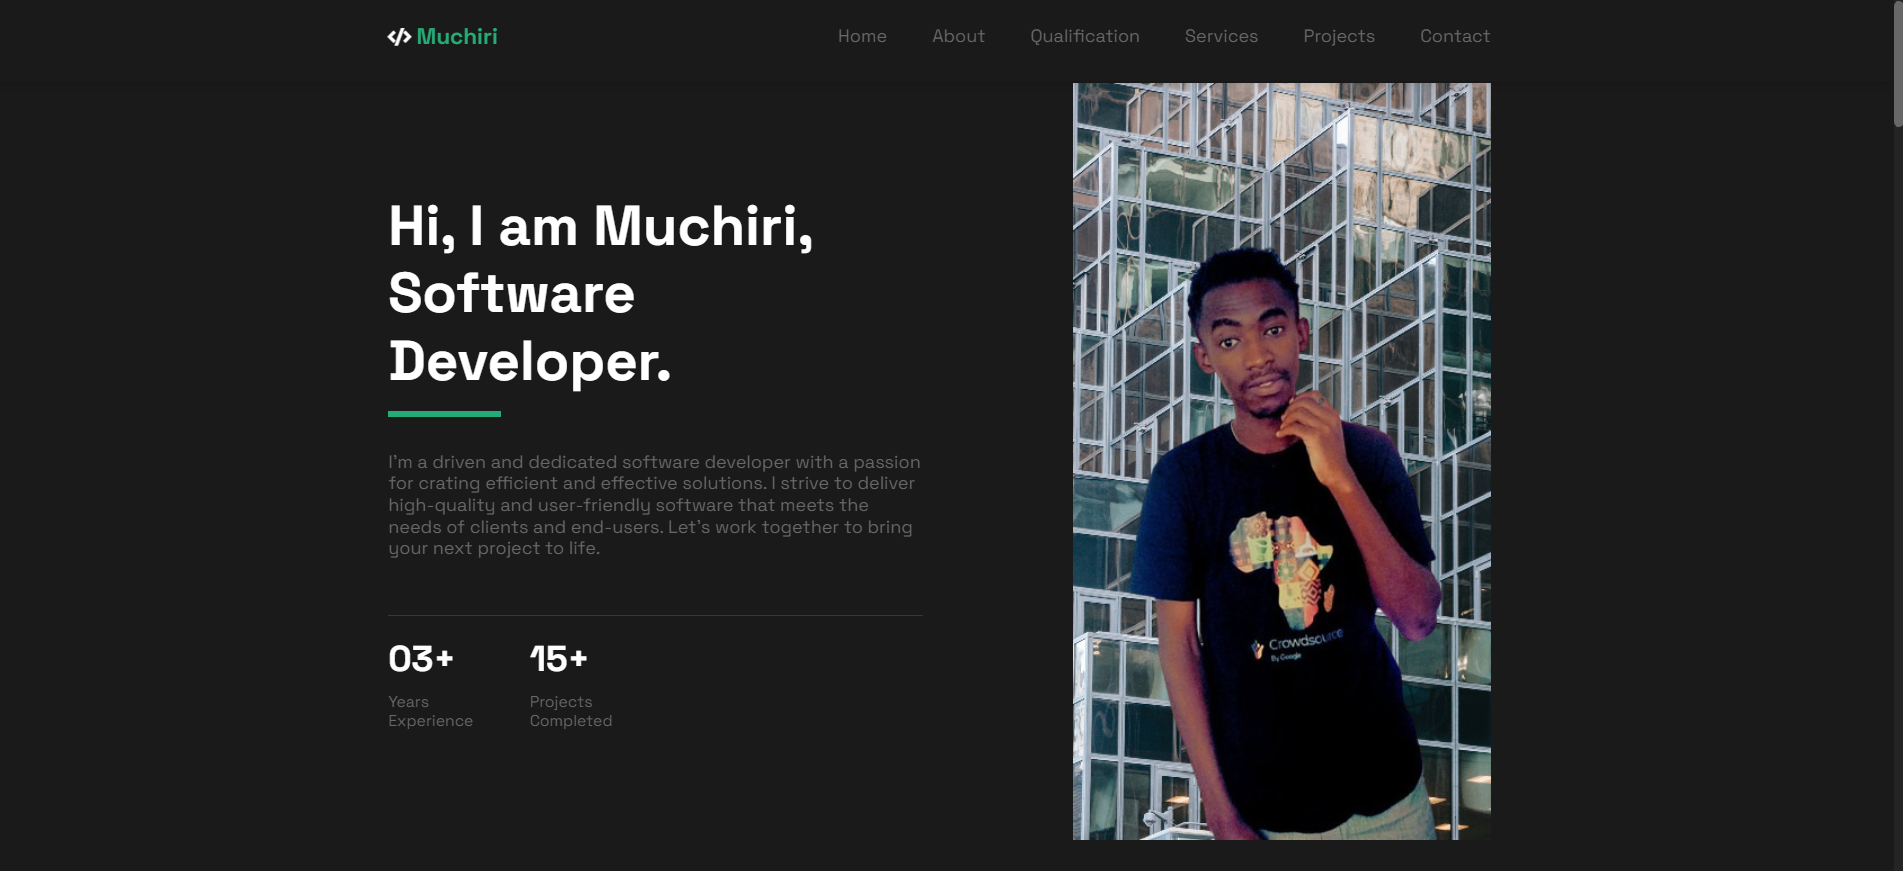 </> Muchiri
Home About Qualification Services Projects Contact
Hi, I am Muchiri,
Software
Developer.
I'm a driven and dedicated software developer with a passion
for crating efficient and effective solutions. I strive to deliver
high-quality and user-friendly software that meets the
needs of clients and end-users. Let's work together to bring
your next project to life.
03+ 15+
Years Projects
Experience Completed
Crowdsource
By Google